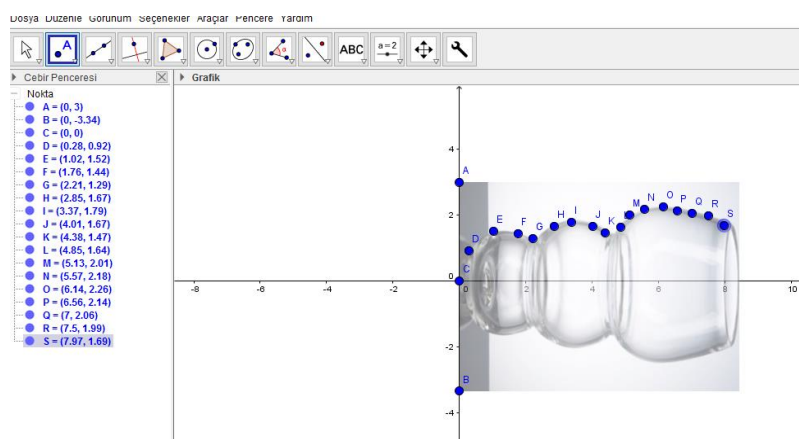 Dosya Düzenle Görünüm Seçenekler Araçlar Pencere Yardım
A
ABC
a=2
Cebir Penceresi
Grafik
Nokta
A = (0, 3)
B = (0, -3.34)
C = (0, 0)
D = (0.28, 0.92)
E = (1.02, 1.52)
F = (1.76, 1.44)
G = (2.21, 1.29)
H = (2.85, 1.67)
I = (3.37, 1.79)
J = (4.01, 1.67)
K = (4.38, 1.47)
L = (4.85, 1.64)
M = (5.13, 2.01)
N = (5.57, 2.18)
O = (6.14, 2.26)
P = (6.56, 2.14)
Q = (7, 2.06)
R = (7.5, 1.99)
S = (7.97, 1.69)
4
A
2
D E F G H I J K M N O P Q R S
C
0
-8 -6 -4 -2 0 2 4 6 8 10
-2
B
-4